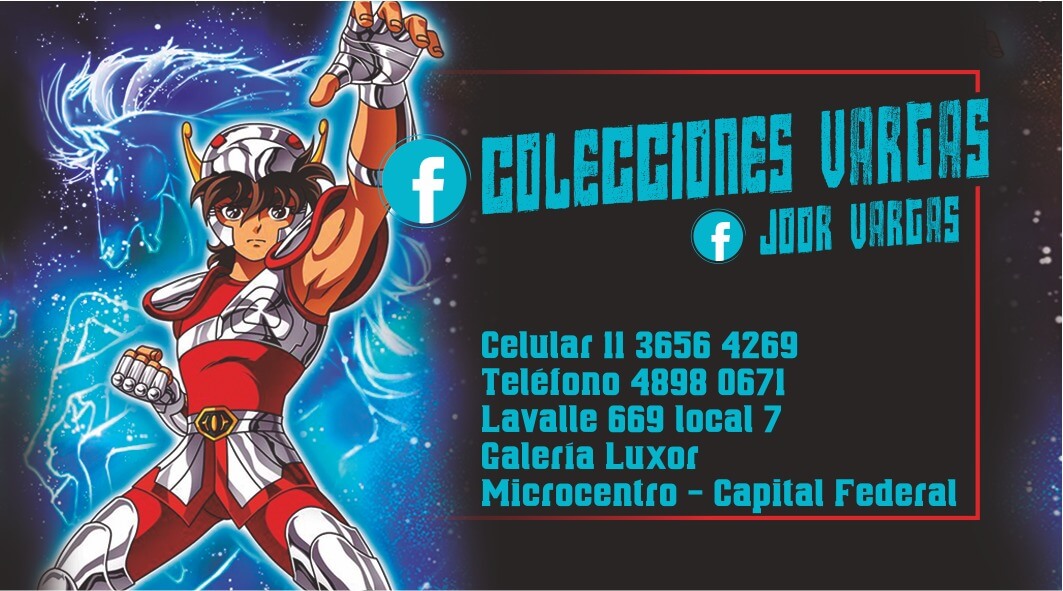 COLECCIONES VARGAS
JOOR VARGAS
Celular 11 3656 4269
Teléfono 4898 0671
Lavalle 669 local 7
Galería Luxor
Microcentro - Capital Federal